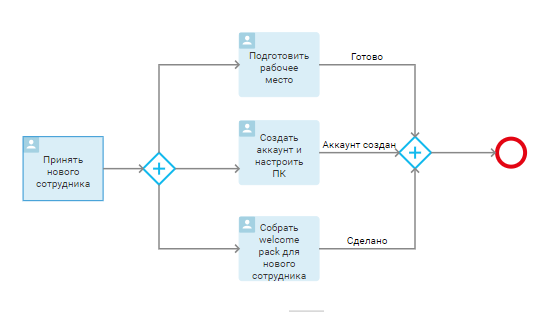 Подготовить
рабочее
место
Готово
Создать
аккаунт и
настроить
ПК
Аккаунт создан
Принять
нового
сотрудника
Собрать
welcome
pack для
нового
сотрудника
Сделано